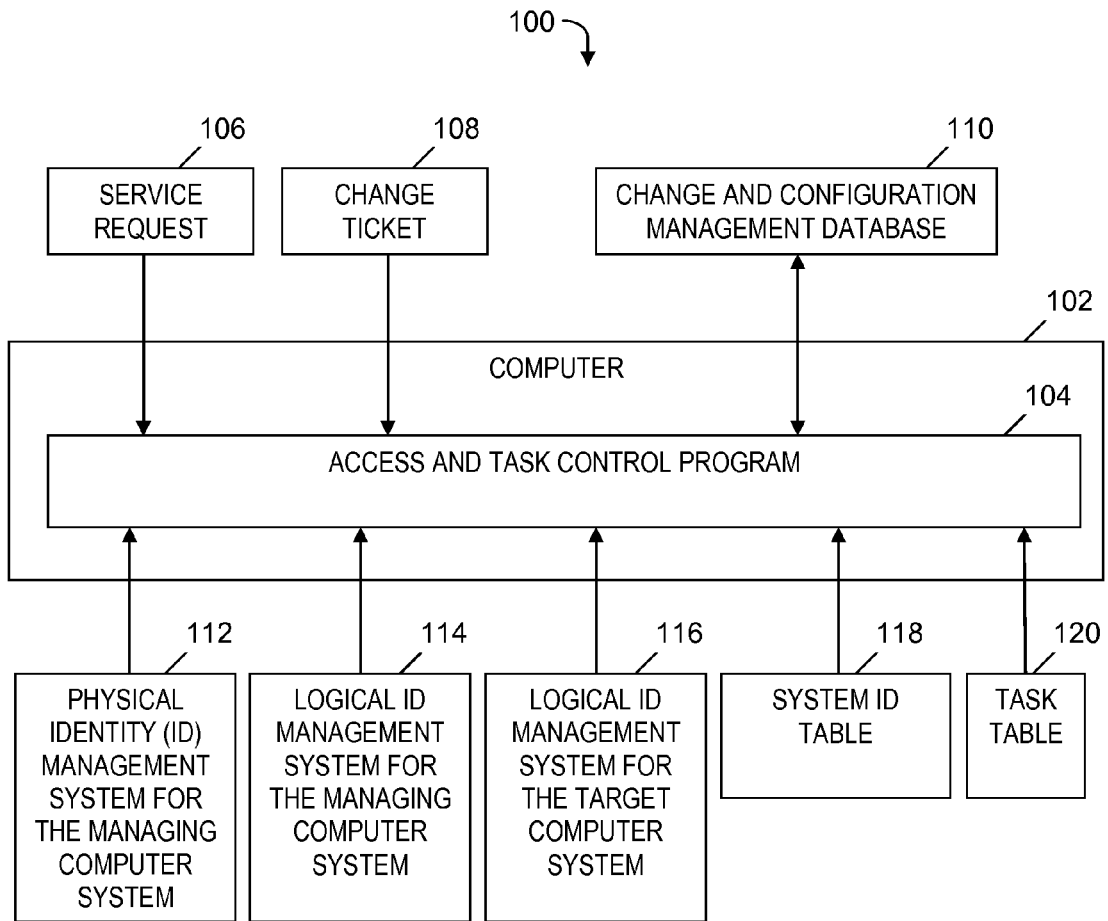 100
106
108
110
SERVICE
REQUEST
CHANGE
TICKET
CHANGE AND CONFIGURATION
MANAGEMENT DATABASE
102
COMPUTER
104
ACCESS AND TASK CONTROL PROGRAM
112
114
116
118
120
PHYSICAL
IDENTITY (ID)
MANAGEMENT
SYSTEM FOR
THE MANAGING
COMPUTER
SYSTEM
LOGICAL ID
MANAGEMENT
SYSTEM FOR
THE MANAGING
COMPUTER
SYSTEM
LOGICAL ID
MANAGEMENT
SYSTEM FOR
THE TARGET
COMPUTER
SYSTEM
SYSTEM ID
TABLE
TASK
TABLE